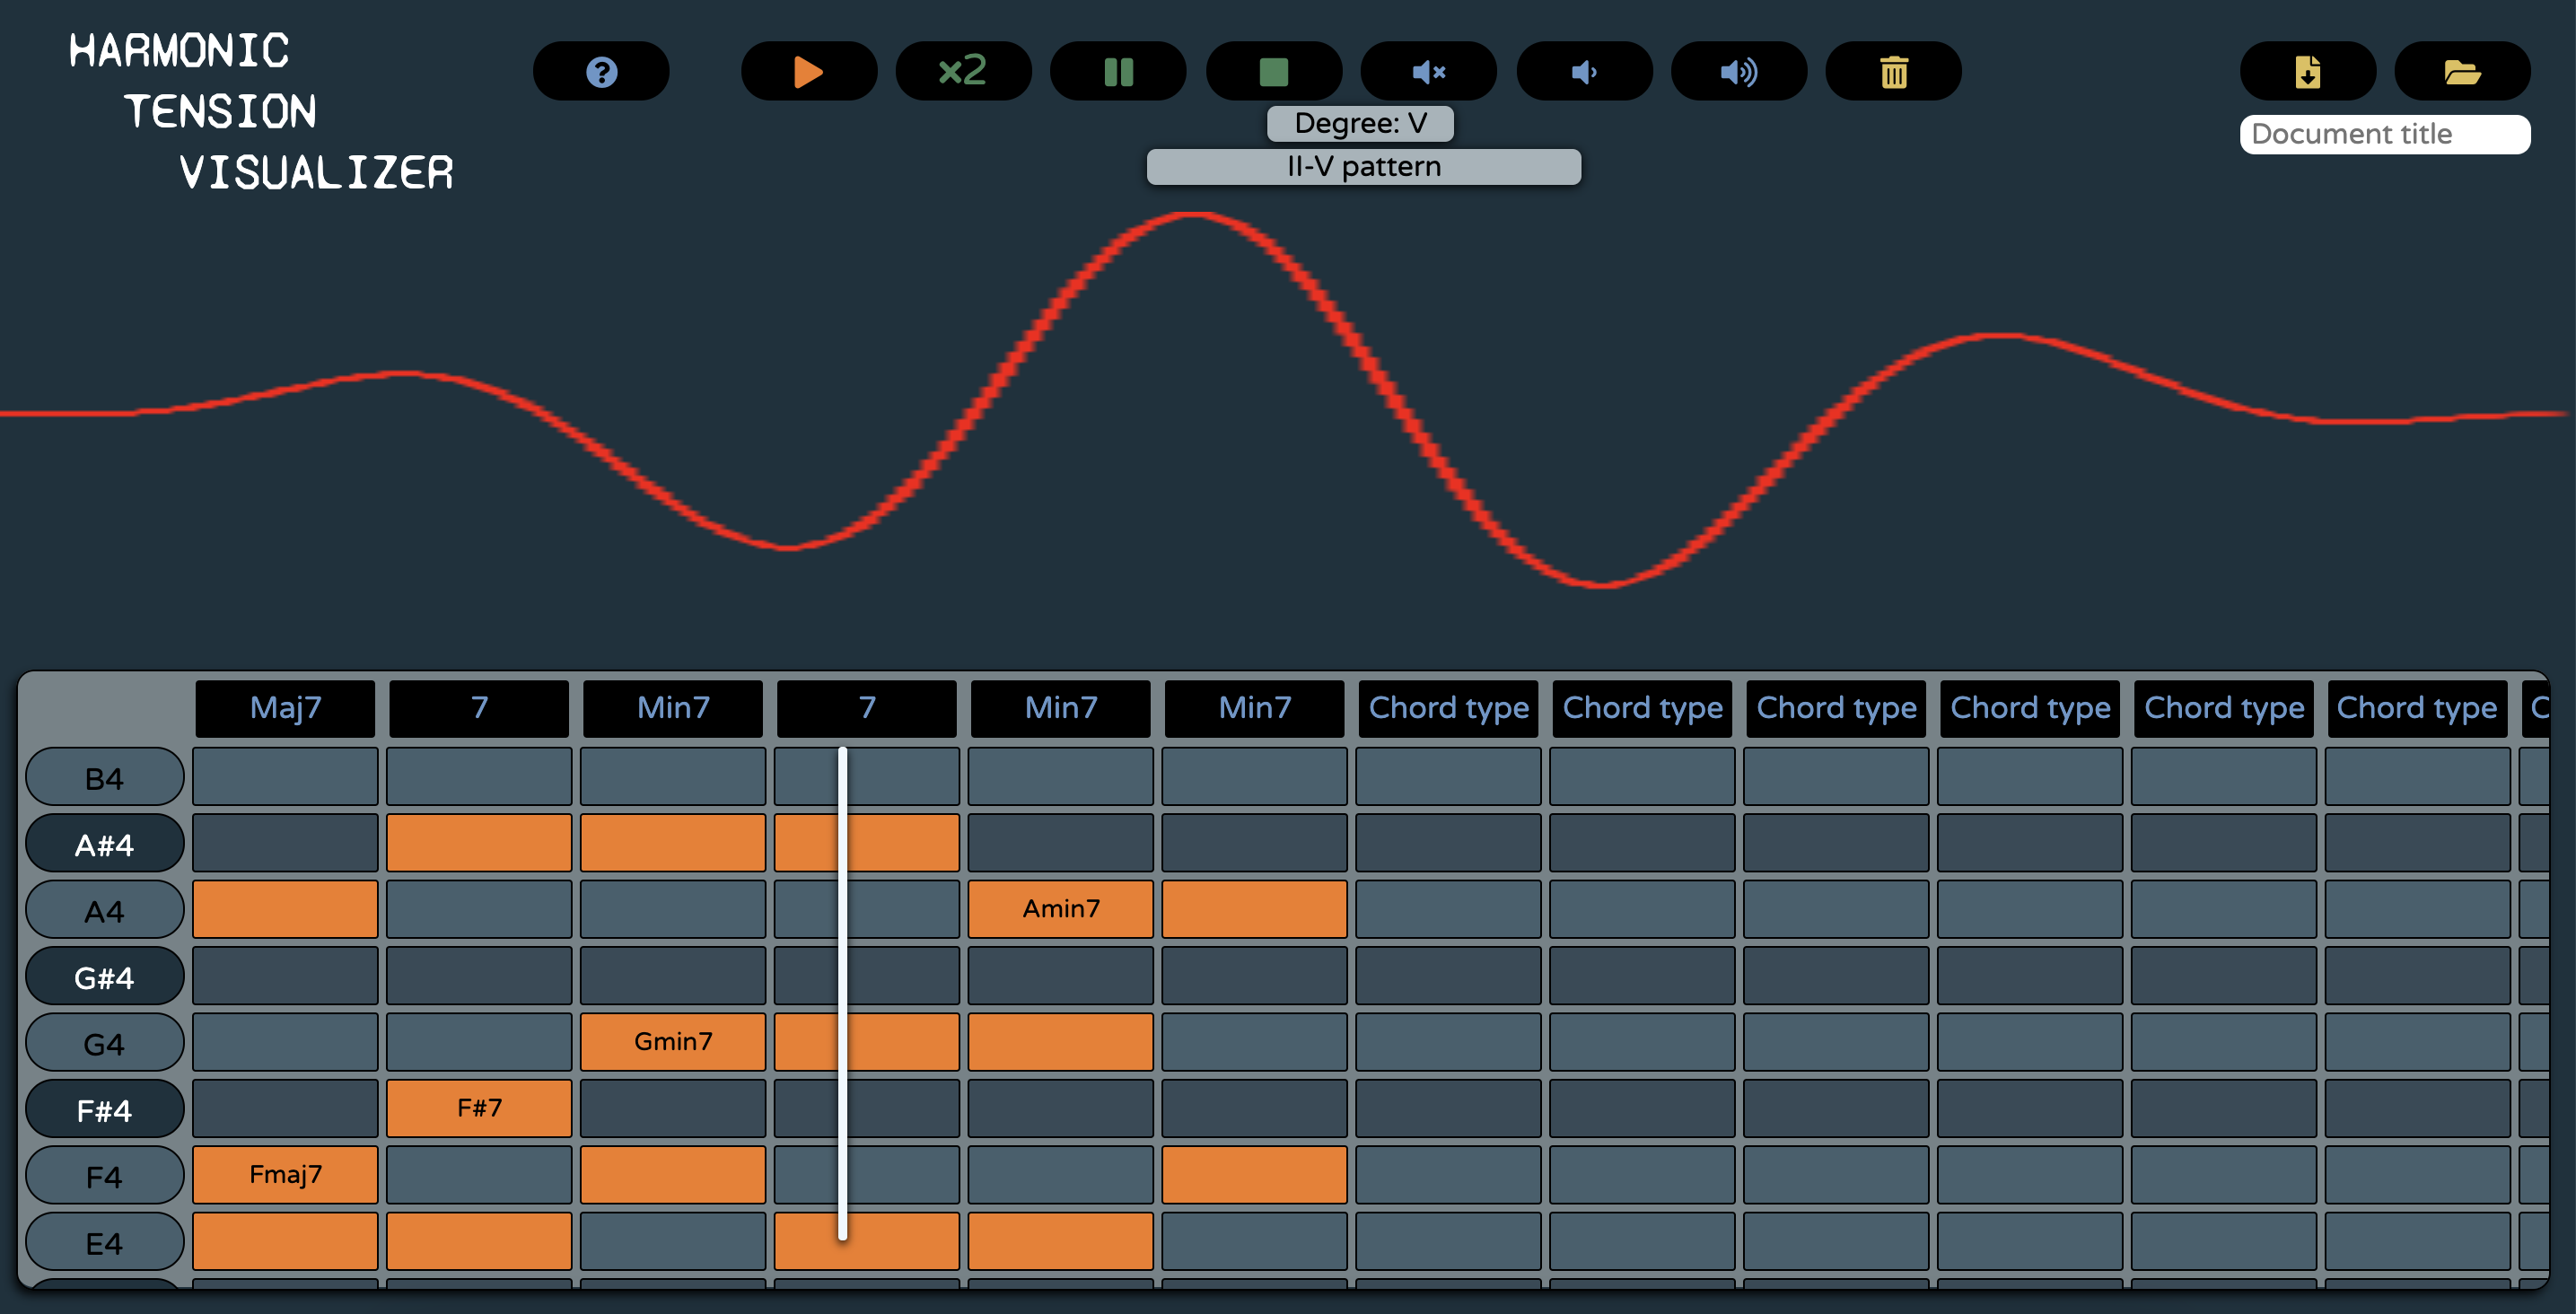 HARMONIC
TENSION
VISUALIZER
?
x2
Degree: V
II-V pattern
Document title
Maj7 7 Min7 7 Min7 Min7 Chord type Chord type Chord type Chord type Chord type Chord type C
B4
A#4
A4 Amin7
G#4
G4 Gmin7
F#4 F#7
F4 Fmaj7
E4